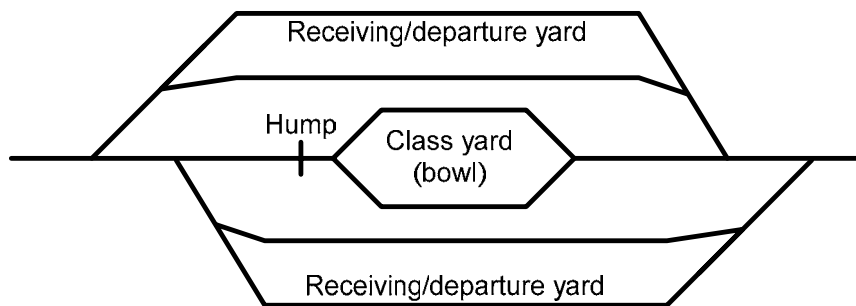 Receiving/departure yard
Hump
Class yard
(bowl)
Receiving/departure yard